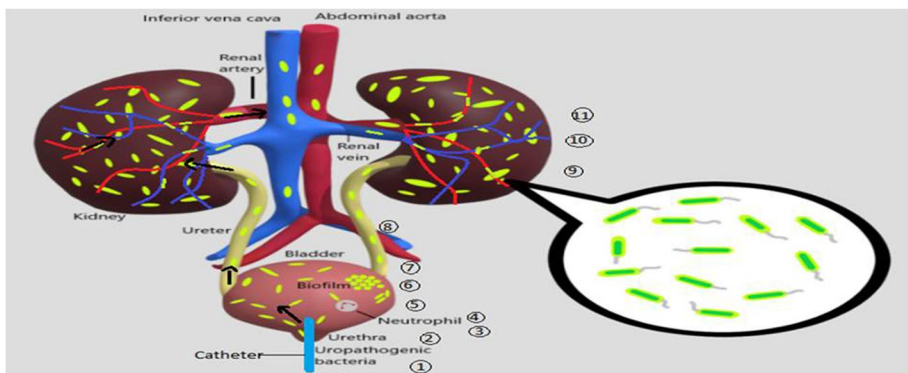 Inferior vena cava
Abdominal aorta
Renal
artery
⑪
⑩
Renal
vein
⑨
Kidney
Ureter
⑧
Bladder
⑦
Biofilm
⑥
⑤
Neutrophil ④
③
Urethra ②
Catheter
Uropathogenic
bacteria ①